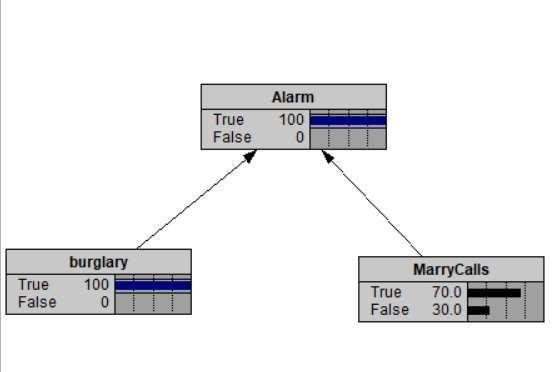 Alarm
True 100
False 0
burglary
True 100
False 0
MarryCalls
True 70.0
False 30.0